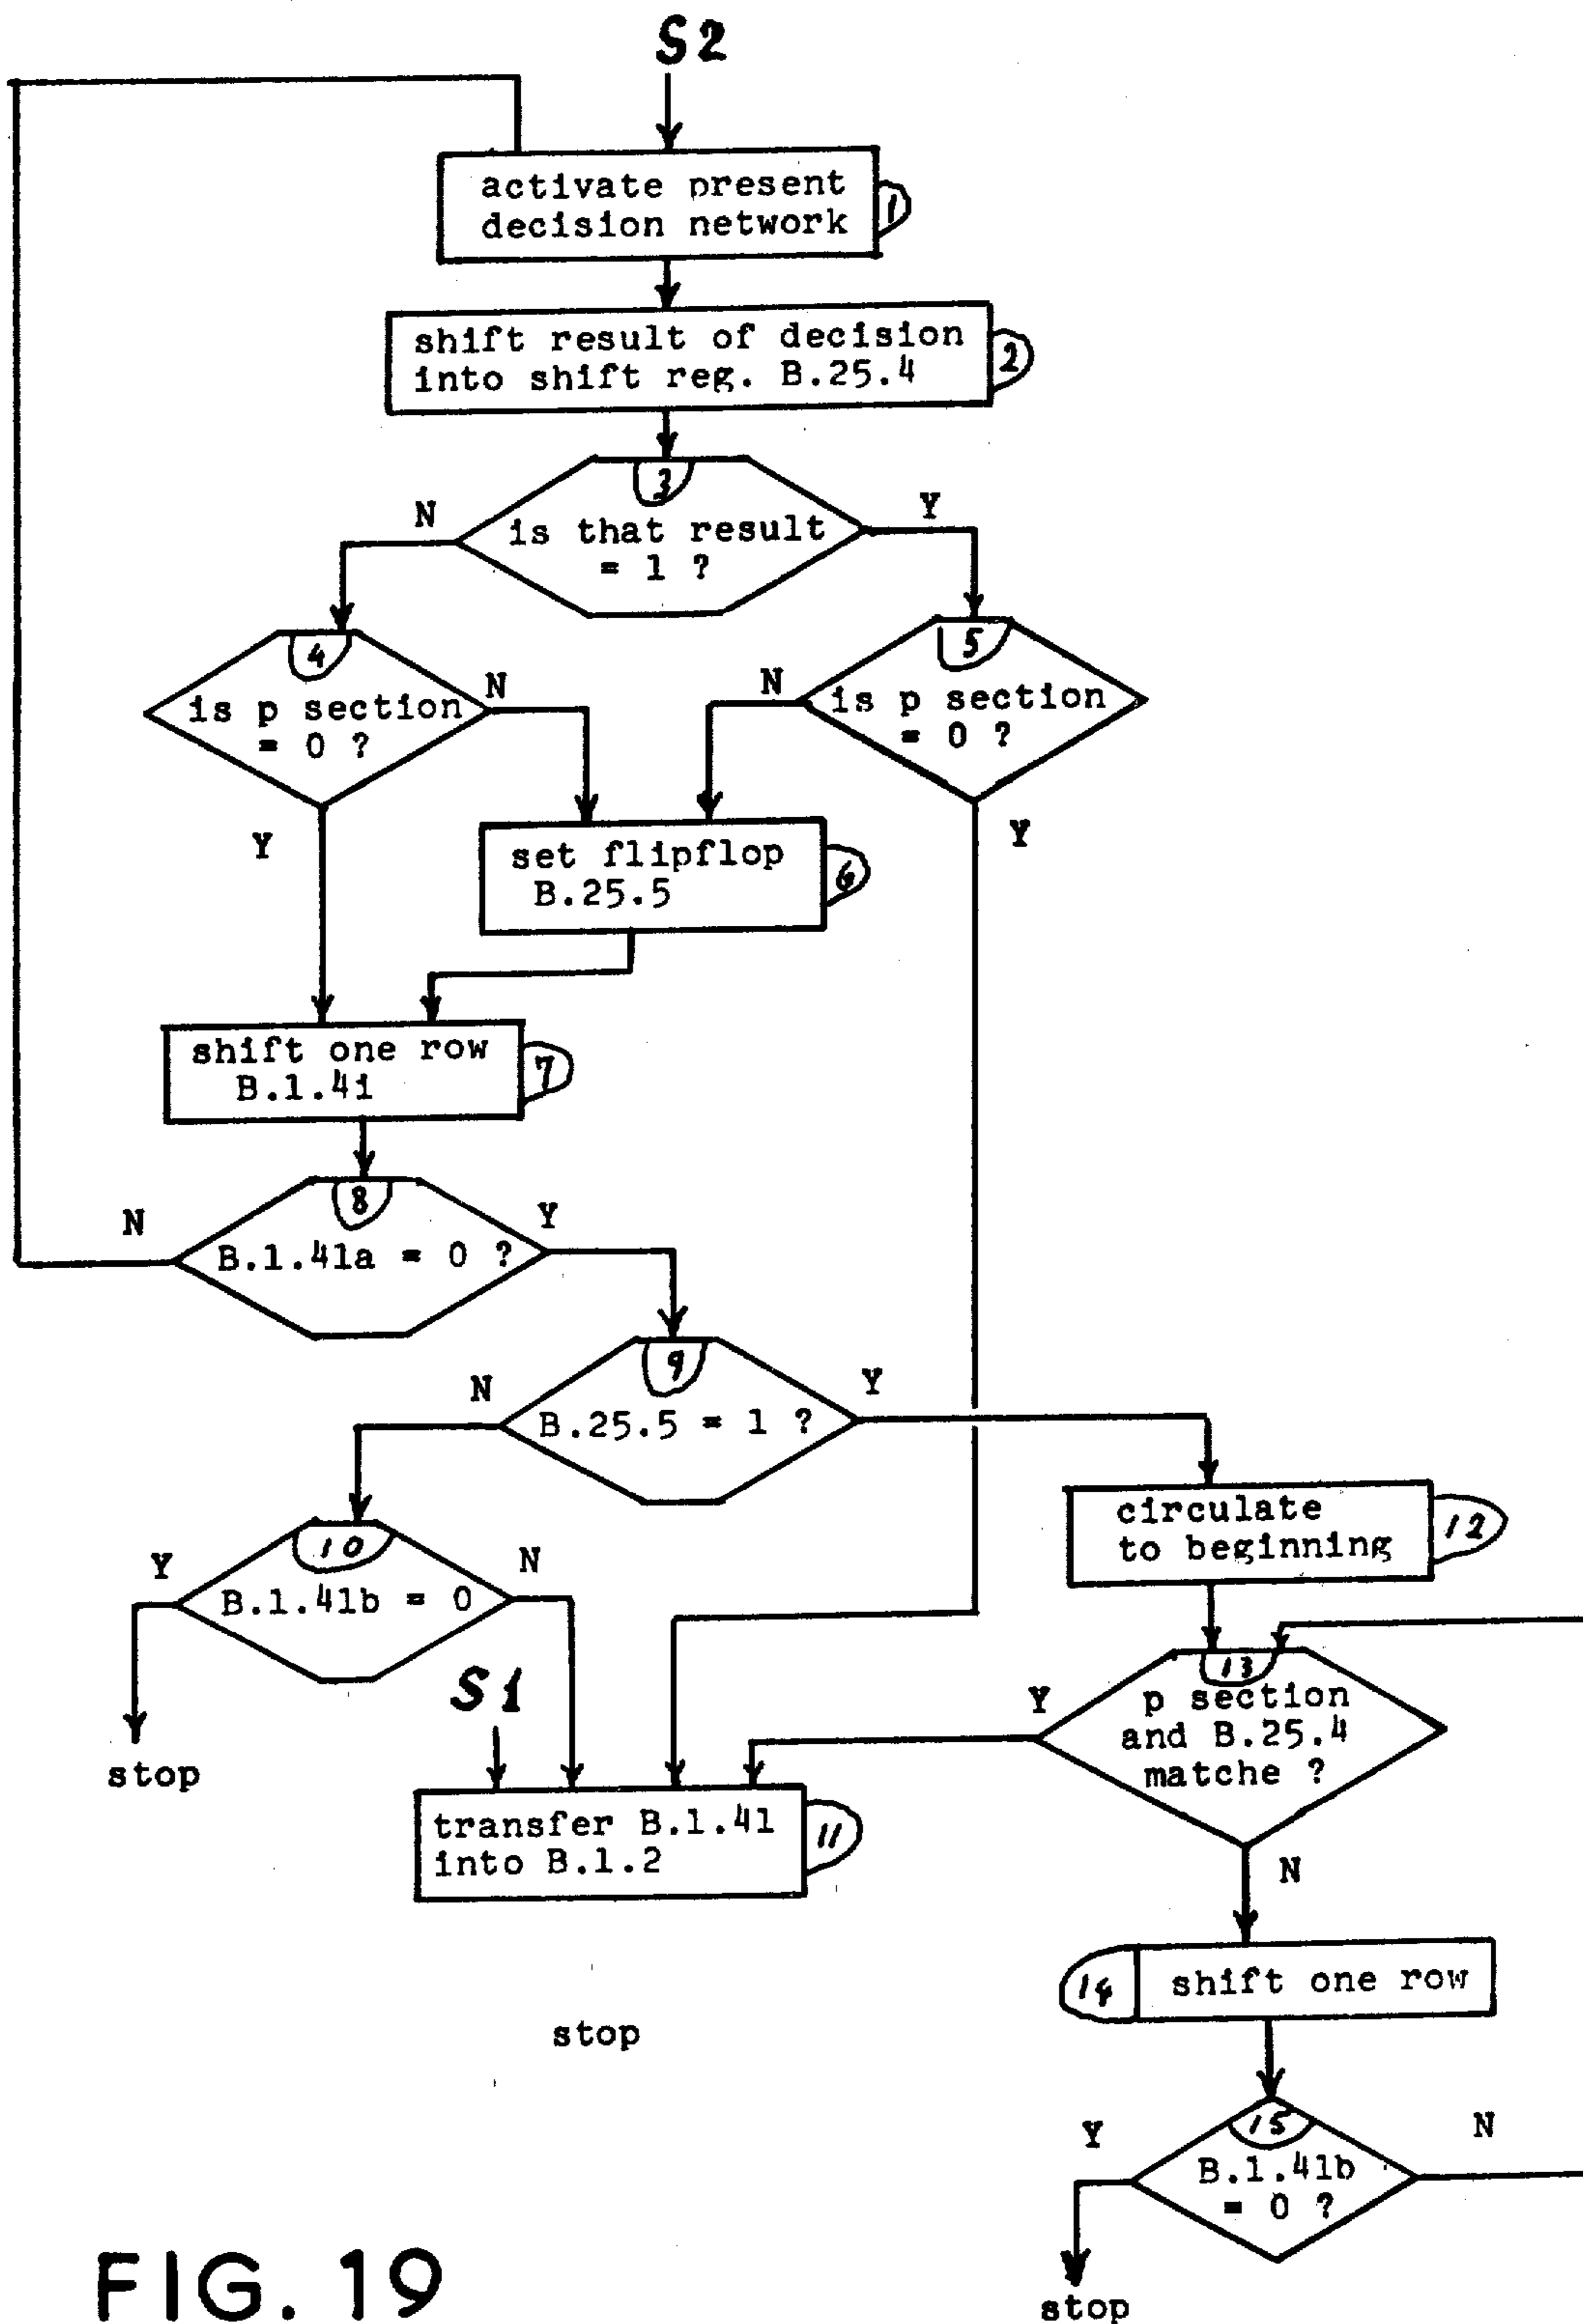 S2
activate present
decision network
1
shift result of decision
into shift reg. B.25.4
2
3
N
Y
is that result
= 1 ?
4
5
N
N
is p section
= 0 ?
is p section
= 0 ?
Y
Y
set flipflop
B.25.5
6
shift one row
B.1.4i
7
8
N
Y
B.1.41a = 0 ?
9
N
Y
B.25.5 = 1 ?
circulate
to beginning
12
10
Y
N
B.1.41b = 0
stop
S1
13
Y
p section
and B.25.4
matche ?
N
transfer B.1.41
into B.1.2
11
stop
14
shift one row
15
Y
N
B.1.41b
= 0 ?
stop
FIG. 19